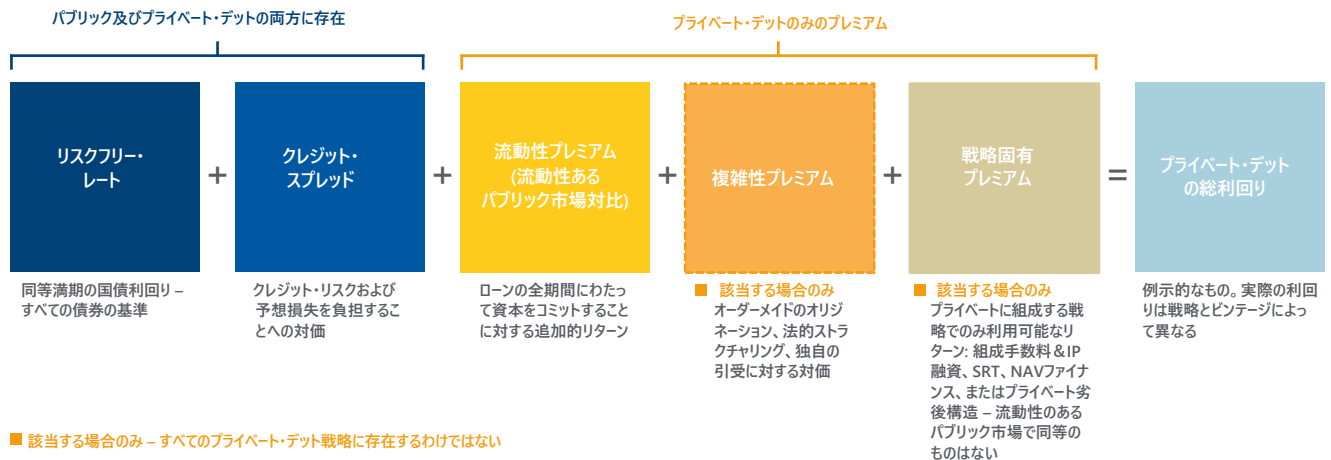 パブリック及びプライベート・デットの両方に存在
プライベート・デットのみのプレミアム
リスクフリー・
レート
+
クレジット・
スプレッド
+
流動性プレミアム
(流動性ある
パブリック市場対比)
+
複雑性プレミアム
+
戦略固有
プレミアム
=
プライベート・デット
の総利回り
同等満期の国債利回り –
すべての債券の基準
クレジット・リスクおよび
予想損失を負担するこ
とへの対価
ローンの全期間にわたっ
て資本をコミットすること
に対する追加的リターン
■ 該当する場合のみ
オーダーメイドのオリジ
ネーション、法的ストラ
クチャリング、独自の
引受に対する対価
■ 該当する場合のみ
プライベートに組成する戦
略でのみ利用可能なリ
ターン: 組成手数料&IP
融資、SRT、NAVファイナ
ンス、またはプライベート劣
後構造 – 流動性のある
パブリック市場で同等の
ものはない
例示的なもの。実際の利回
りは戦略とビンテージによっ
て異なる
■ 該当する場合のみ – すべてのプライベート・デット戦略に存在するわけではない